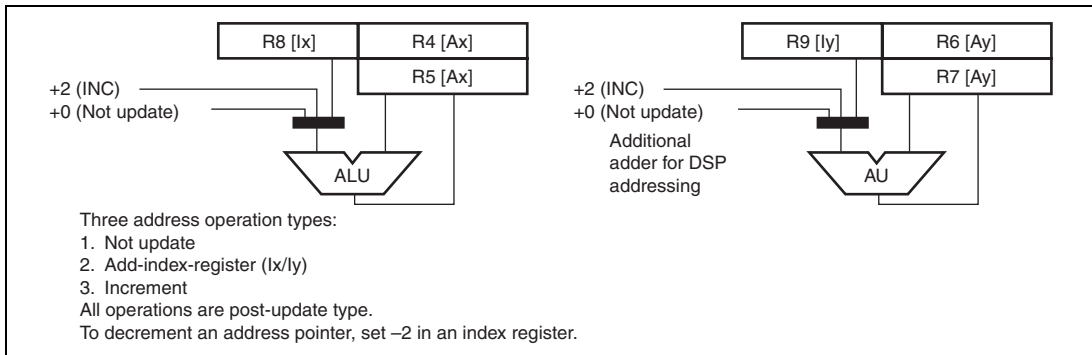 R8 [Ix]
R4 [Ax]
R5 [Ax]
+2 (INC)
+0 (Not update)
ALU
R9 [Iy]
R6 [Ay]
R7 [Ay]
+2 (INC)
+0 (Not update)
Additional
adder for DSP
addressing
AU
Three address operation types:
1. Not update
2. Add-index-register (Ix/Iy)
3. Increment
All operations are post-update type.
To decrement an address pointer, set –2 in an index register.